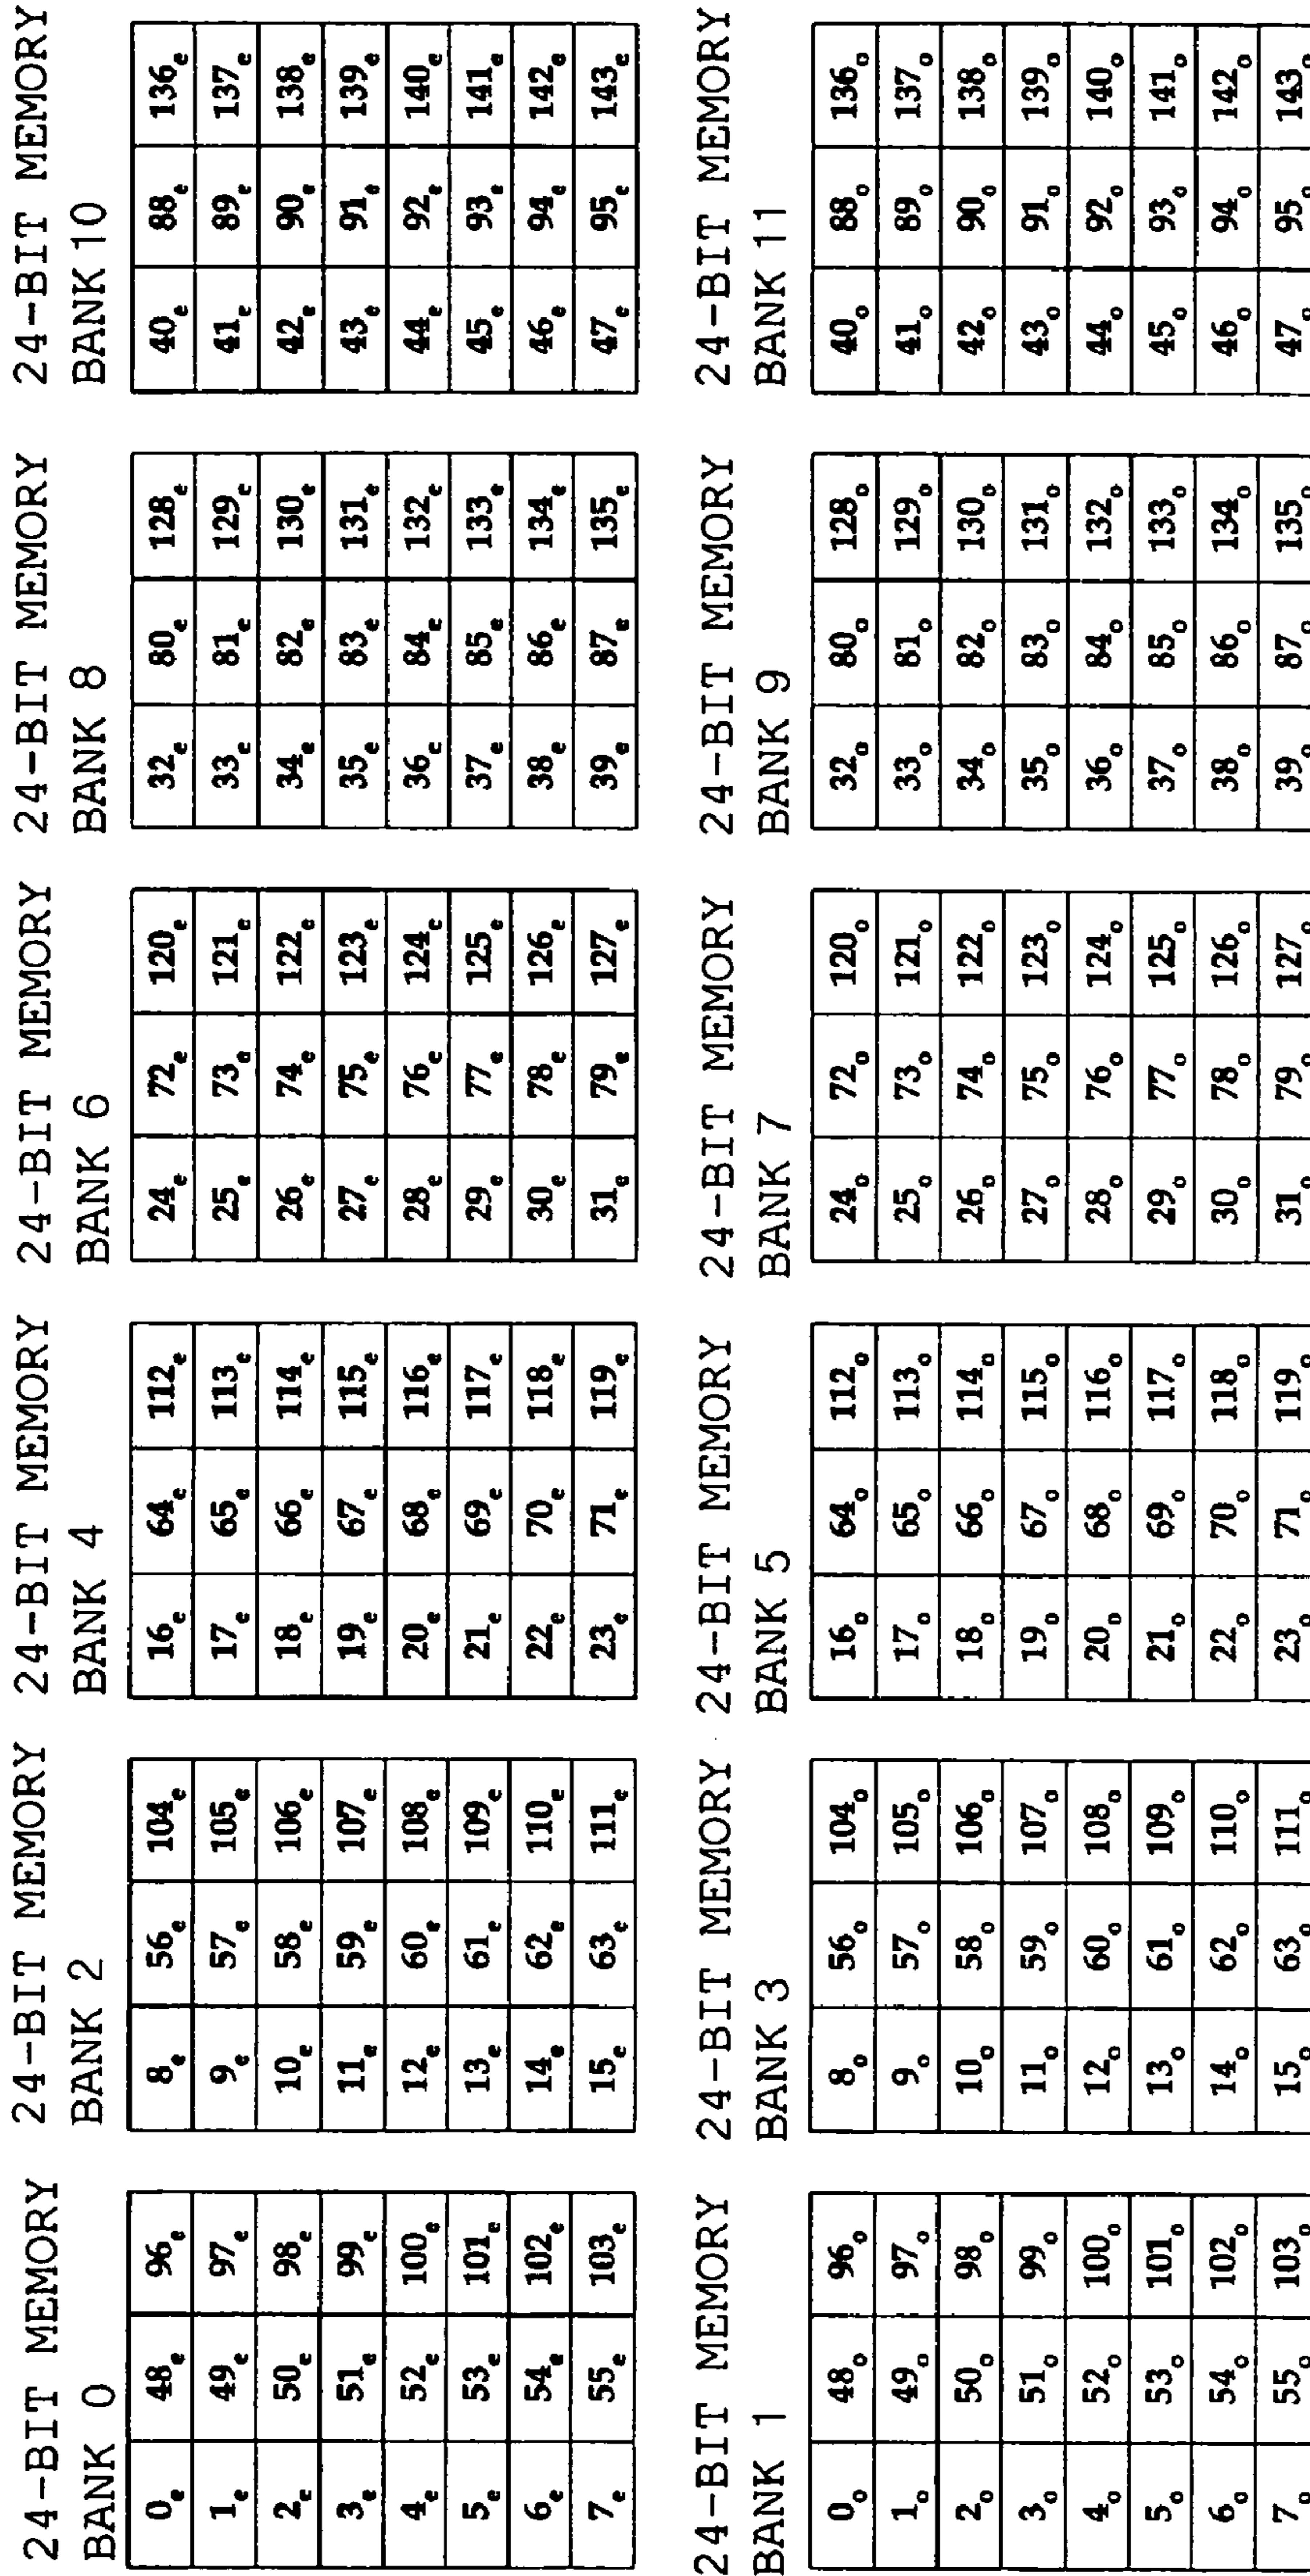 24-BIT MEMORY BANK 0
0e 48e 96e
1e 49e 97e
2e 50e 98e
3e 51e 99e
4e 52e 100e
5e 53e 101e
6e 54e 102e
7e 55e 103e
24-BIT MEMORY BANK 2
8e 56e 104e
9e 57e 105e
10e 58e 106e
11e 59e 107e
12e 60e 108e
13e 61e 109e
14e 62e 110e
15e 63e 111e
24-BIT MEMORY BANK 4
16e 64e 112e
17e 65e 113e
18e 66e 114e
19e 67e 115e
20e 68e 116e
21e 69e 117e
22e 70e 118e
23e 71e 119e
24-BIT MEMORY BANK 6
24e 72e 120e
25e 73e 121e
26e 74e 122e
27e 75e 123e
28e 76e 124e
29e 77e 125e
30e 78e 126e
31e 79e 127e
24-BIT MEMORY BANK 8
32e 80e 128e
33e 81e 129e
34e 82e 130e
35e 83e 131e
36e 84e 132e
37e 85e 133e
38e 86e 134e
39e 87e 135e
24-BIT MEMORY BANK 10
40e 88e 136e
41e 89e 137e
42e 90e 138e
43e 91e 139e
44e 92e 140e
45e 93e 141e
46e 94e 142e
47e 95e 143e
24-BIT MEMORY BANK 1
0o 48o 96o
1o 49o 97o
2o 50o 98o
3o 51o 99o
4o 52o 100o
5o 53o 101o
6o 54o 102o
7o 55o 103o
24-BIT MEMORY BANK 3
8o 56o 104o
9o 57o 105o
10o 58o 106o
11o 59o 107o
12o 60o 108o
13o 61o 109o
14o 62o 110o
15o 63o 111o
24-BIT MEMORY BANK 5
16o 64o 112o
17o 65o 113o
18o 66o 114o
19o 67o 115o
20o 68o 116o
21o 69o 117o
22o 70o 118o
23o 71o 119o
24-BIT MEMORY BANK 7
24o 72o 120o
25o 73o 121o
26o 74o 122o
27o 75o 123o
28o 76o 124o
29o 77o 125o
30o 78o 126o
31o 79o 127o
24-BIT MEMORY BANK 9
32o 80o 128o
33o 81o 129o
34o 82o 130o
35o 83o 131o
36o 84o 132o
37o 85o 133o
38o 86o 134o
39o 87o 135o
24-BIT MEMORY BANK 11
40o 88o 136o
41o 89o 137o
42o 90o 138o
43o 91o 139o
44o 92o 140o
45o 93o 141o
46o 94o 142o
47o 95o 143o